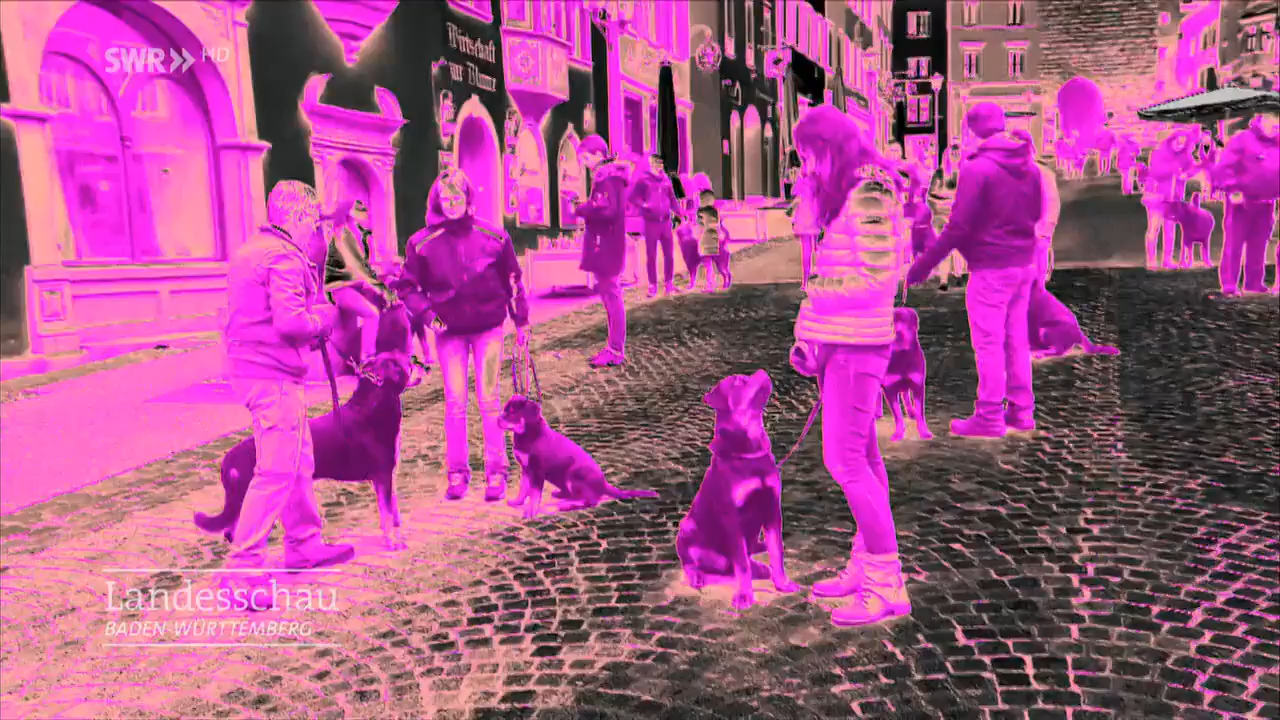 SWR» HD
Wirtschaft
zur Blume
Landesschau
BADEN-WÜRTTEMBERG